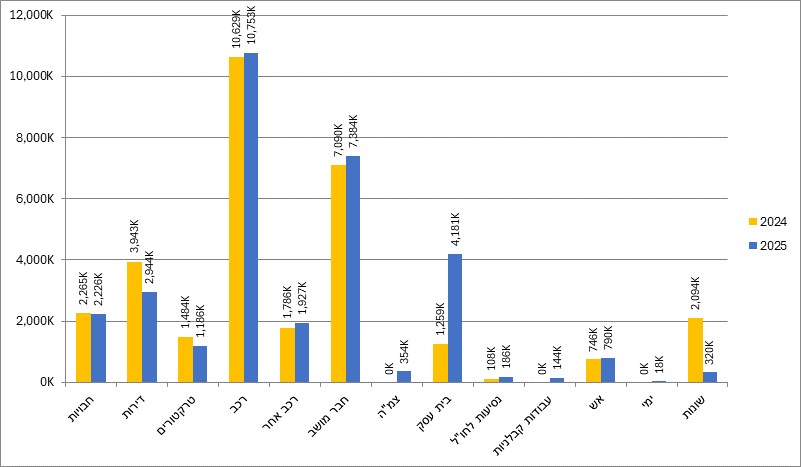 12,000K
10,000K
8,000K
6,000K
4,000K
2,000K
0K
2,265K
2,226K
3,943K
2,944K
1,484K
1,186K
10,629K
10,753K
1,786K
1,927K
7,090K
7,384K
0K
354K
1,259K
4,181K
108K
186K
0K
144K
746K
790K
0K
18K
2,094K
320K
חבויות
דירות
טרקטורים
רכב
רכב אחר
חבר מושב
צמ"ה
בית עסק
נסיעות לחו"ל
עבודות קבלניות
אש
ימי
שונות
2024
2025